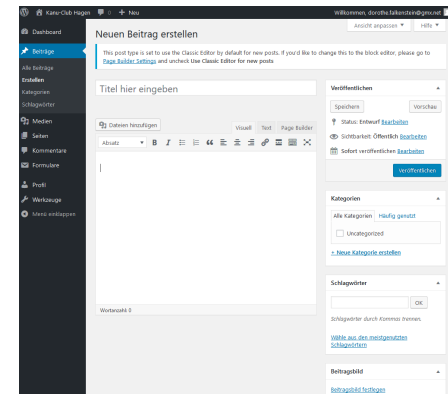 Kanu-Club Hagen 0 + Neu Willkommen, dorothe.falkenstein@gmx.net
Ansicht anpassen ▼ Hilfe ▼
Dashboard
Beiträge
Alle Beiträge
Erstellen
Kategorien
Schlagwörter
Medien
Seiten
Kommentare
Formulare
Profil
Werkzeuge
Menü einklappen
Neuen Beitrag erstellen
This post type is set to use the Classic Editor by default for new posts. If you'd like to change this to the block editor, please go to
Page Builder Settings and uncheck Use Classic Editor for new posts
Titel hier eingeben
Dateien hinzufügen
Visuell Text Page Builder
Absatz B I
Wortanzahl: 0
Veröffentlichen
Speichern Vorschau
Status: Entwurf Bearbeiten
Sichtbarkeit: Öffentlich Bearbeiten
Sofort veröffentlichen Bearbeiten
Veröffentlichen
Kategorien
Alle Kategorien Häufig genutzt
Uncategorized
+ Neue Kategorie erstellen
Schlagwörter
OK
Schlagwörter durch Kommas trennen.
Wähle aus den meistgenutzten
Schlagwörtern
Beitragsbild
Beitragsbild festlegen